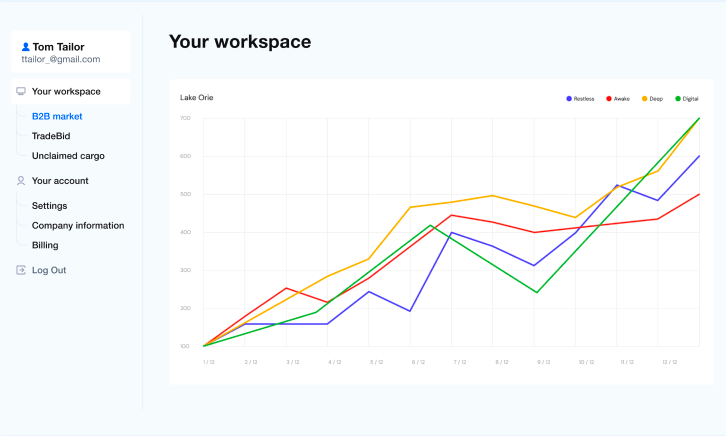 Tom Tailor
ttailor_@gmail.com
Your workspace
B2B market
TradeBid
Unclaimed cargo
Your account
Settings
Company information
Billing
Log Out
Your workspace
Lake Orie
Restless Awake Deep Digital
700
600
500
400
300
200
100
1 / 12 2 / 12 3 / 12 4 / 12 5 / 12 6 / 12 7 / 12 8 / 12 9 / 12 10 / 12 11 / 12 12 / 12